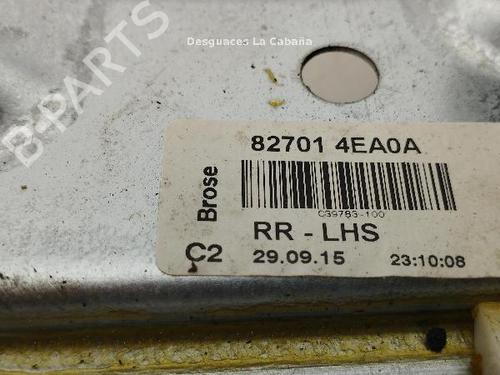 Desguaces La Cabaña
B-PARTS
82701 4EA0A
Brose
C39783-100
RR - LHS
C2
29.09.15 23:10:08